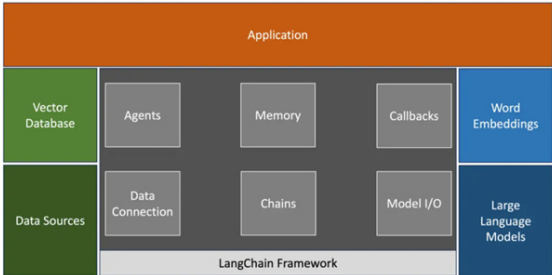 Application
Vector
Database
Agents
Memory
Callbacks
Word
Embeddings
Data Sources
Data
Connection
Chains
Model I/O
Large
Language
Models
LangChain Framework